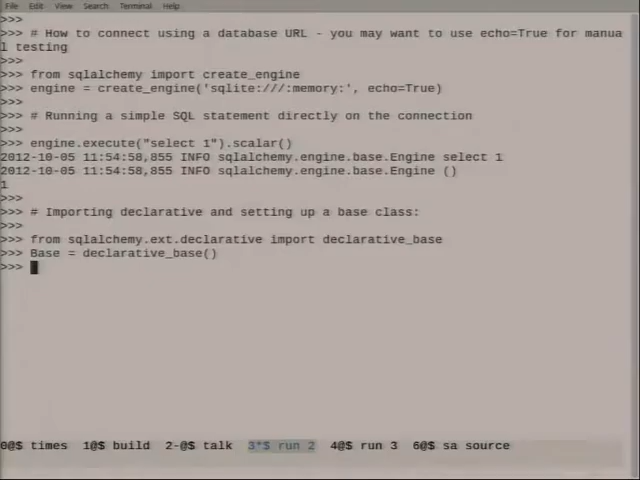 File Edit View Search Terminal Help
>>>
>>> # How to connect using a database URL - you may want to use echo=True for manua
l testing
>>>
>>> from sqlalchemy import create_engine
>>> engine = create_engine('sqlite:///:memory:', echo=True)
>>>
>>> # Running a simple SQL statement directly on the connection
>>>
>>> engine.execute("select 1").scalar()
2012-10-05 11:54:58,855 INFO sqlalchemy.engine.base.Engine select 1
2012-10-05 11:54:58,855 INFO sqlalchemy.engine.base.Engine ()
1
>>>
>>> # Importing declarative and setting up a base class:
>>>
>>> from sqlalchemy.ext.declarative import declarative_base
>>> Base = declarative_base()
>>>
0@$ times 1@$ build 2-@$ talk 3*$ run 2 4@$ run 3 6@$ sa source